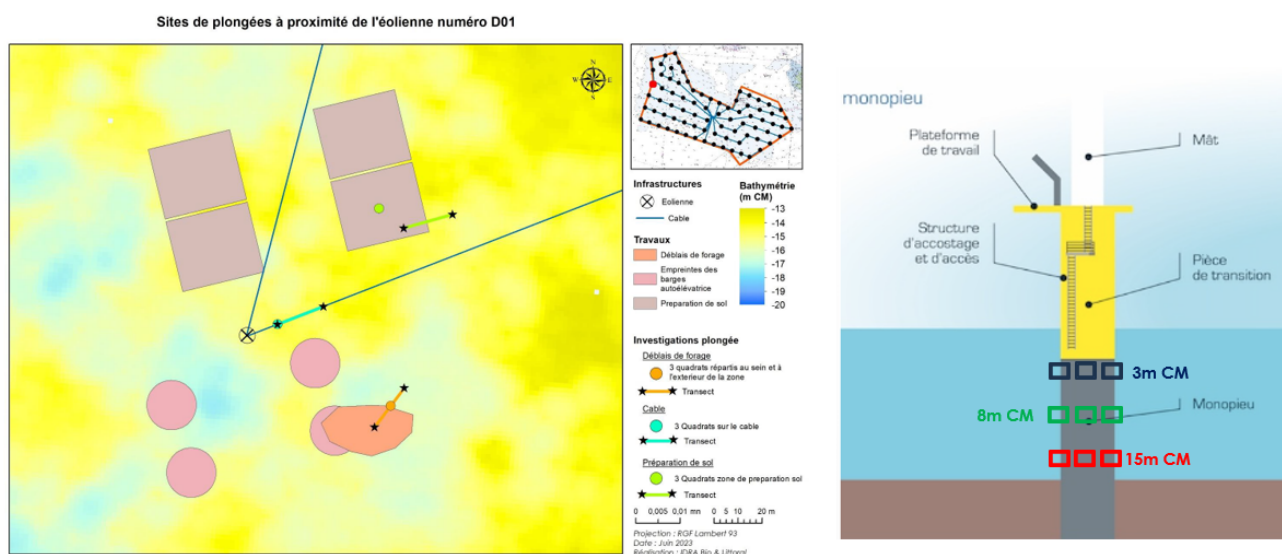 Sites de plongées à proximité de l'éolienne numéro D01
N
W
E
S
Infrastructures
Eolienne
Cable
Travaux
Déblais de forage
Empreintes des
barges
autoélévatrice
Préparation de sol
Bathymétrie
(m CM)
-13
-14
-15
-16
-17
-18
-19
-20
Investigations plongée
Déblais de forage
3 quadrats répartis au sein et à
l'exterieur de la zone
Transect
Cable
3 Quadrats sur le cable
Transect
Préparation de sol
3 Quadrats zone de preparation sol
Transect
0 0,005 0,01 mn
0 5 10 20 m
Projection : RGF Lambert 93
Date : Juin 2023
Réalisation : IDRA Bio & Littoral
monopieu
Plateforme
de travail
Mât
Structure
d'accostage
et d'accès
Pièce
de transition
3m CM
8m CM
Monopieu
15m CM